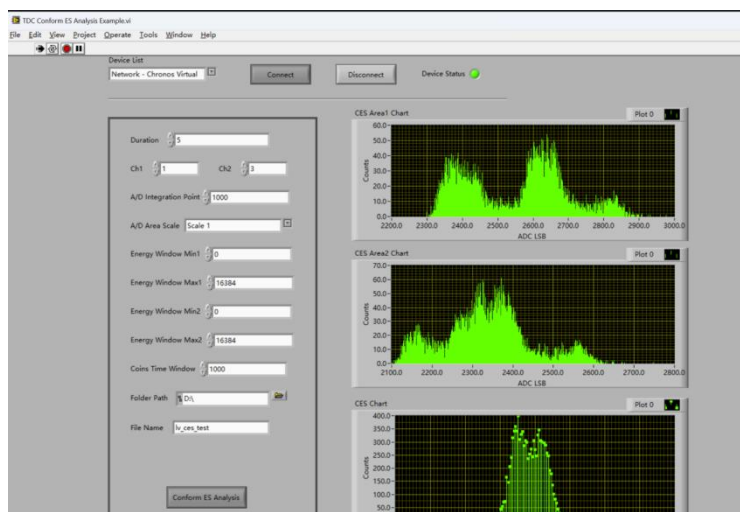 TDC Conform ES Analysis Example.vi
File Edit View Project Operate Tools Window Help
Device List
Network - Chronos Virtual
Connect
Disconnect
Device Status
Duration 5
Ch1 1 Ch2 3
A/D Integration Point 1000
A/D Area Scale Scale 1
Energy Window Min1 0
Energy Window Max1 16384
Energy Window Min2 0
Energy Window Max2 16384
Coins Time Window 1000
Folder Path D:\
File Name lv_ces_test
Conform ES Analysis
CES Area1 Chart Plot 0
60.0
50.0
40.0
30.0
20.0
10.0
0.0
Counts
2200.0 2300.0 2400.0 2500.0 2600.0 2700.0 2800.0 2900.0 3000.0
ADC LSB
CES Area2 Chart Plot 0
70.0
60.0
50.0
40.0
30.0
20.0
10.0
0.0
Counts
2100.0 2200.0 2300.0 2400.0 2500.0 2600.0 2700.0 2800.0
ADC LSB
CES Chart Plot 0
400.0
350.0
300.0
250.0
200.0
150.0
100.0
50.0
Counts